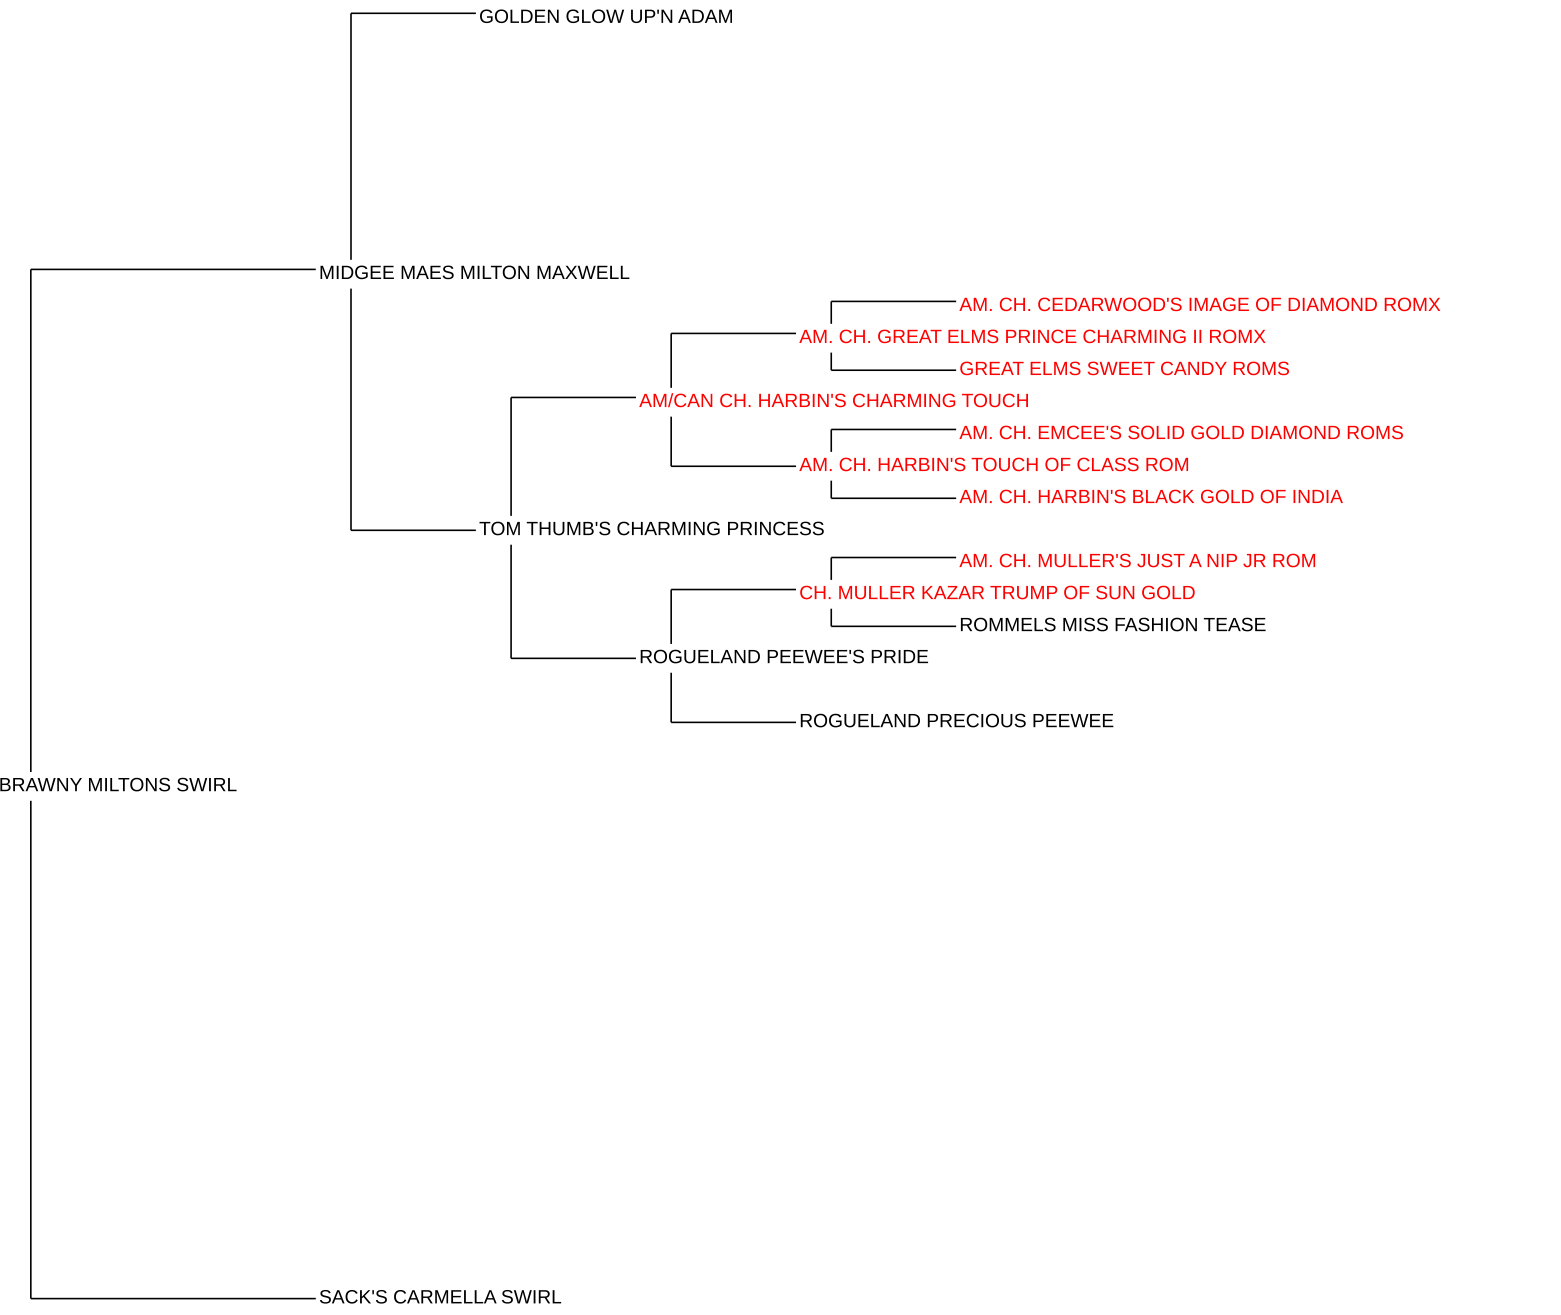 GOLDEN GLOW UP'N ADAM
MIDGEE MAES MILTON MAXWELL
AM. CH. CEDARWOOD'S IMAGE OF DIAMOND ROMX
AM. CH. GREAT ELMS PRINCE CHARMING II ROMX
GREAT ELMS SWEET CANDY ROMS
AM/CAN CH. HARBIN'S CHARMING TOUCH
AM. CH. EMCEE'S SOLID GOLD DIAMOND ROMS
AM. CH. HARBIN'S TOUCH OF CLASS ROM
AM. CH. HARBIN'S BLACK GOLD OF INDIA
TOM THUMB'S CHARMING PRINCESS
AM. CH. MULLER'S JUST A NIP JR ROM
CH. MULLER KAZAR TRUMP OF SUN GOLD
ROMMELS MISS FASHION TEASE
ROGUELAND PEEWEE'S PRIDE
ROGUELAND PRECIOUS PEEWEE
BRAWNY MILTONS SWIRL
SACK'S CARMELLA SWIRL